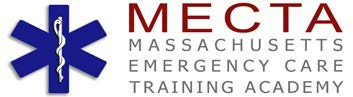 MECTA
MASSACHUSETTS
EMERGENCY CARE
TRAINING ACADEMY